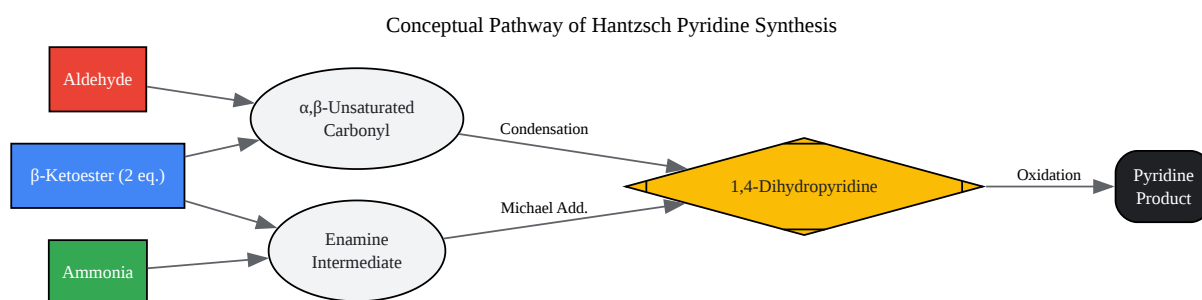 Conceptual Pathway of Hantzsch Pyridine Synthesis
Aldehyde
β-Ketoester (2 eq.)
Ammonia
α,β-Unsaturated
Carbonyl
Enamine
Intermediate
Condensation
Michael Add.
1,4-Dihydropyridine
Oxidation
Pyridine
Product